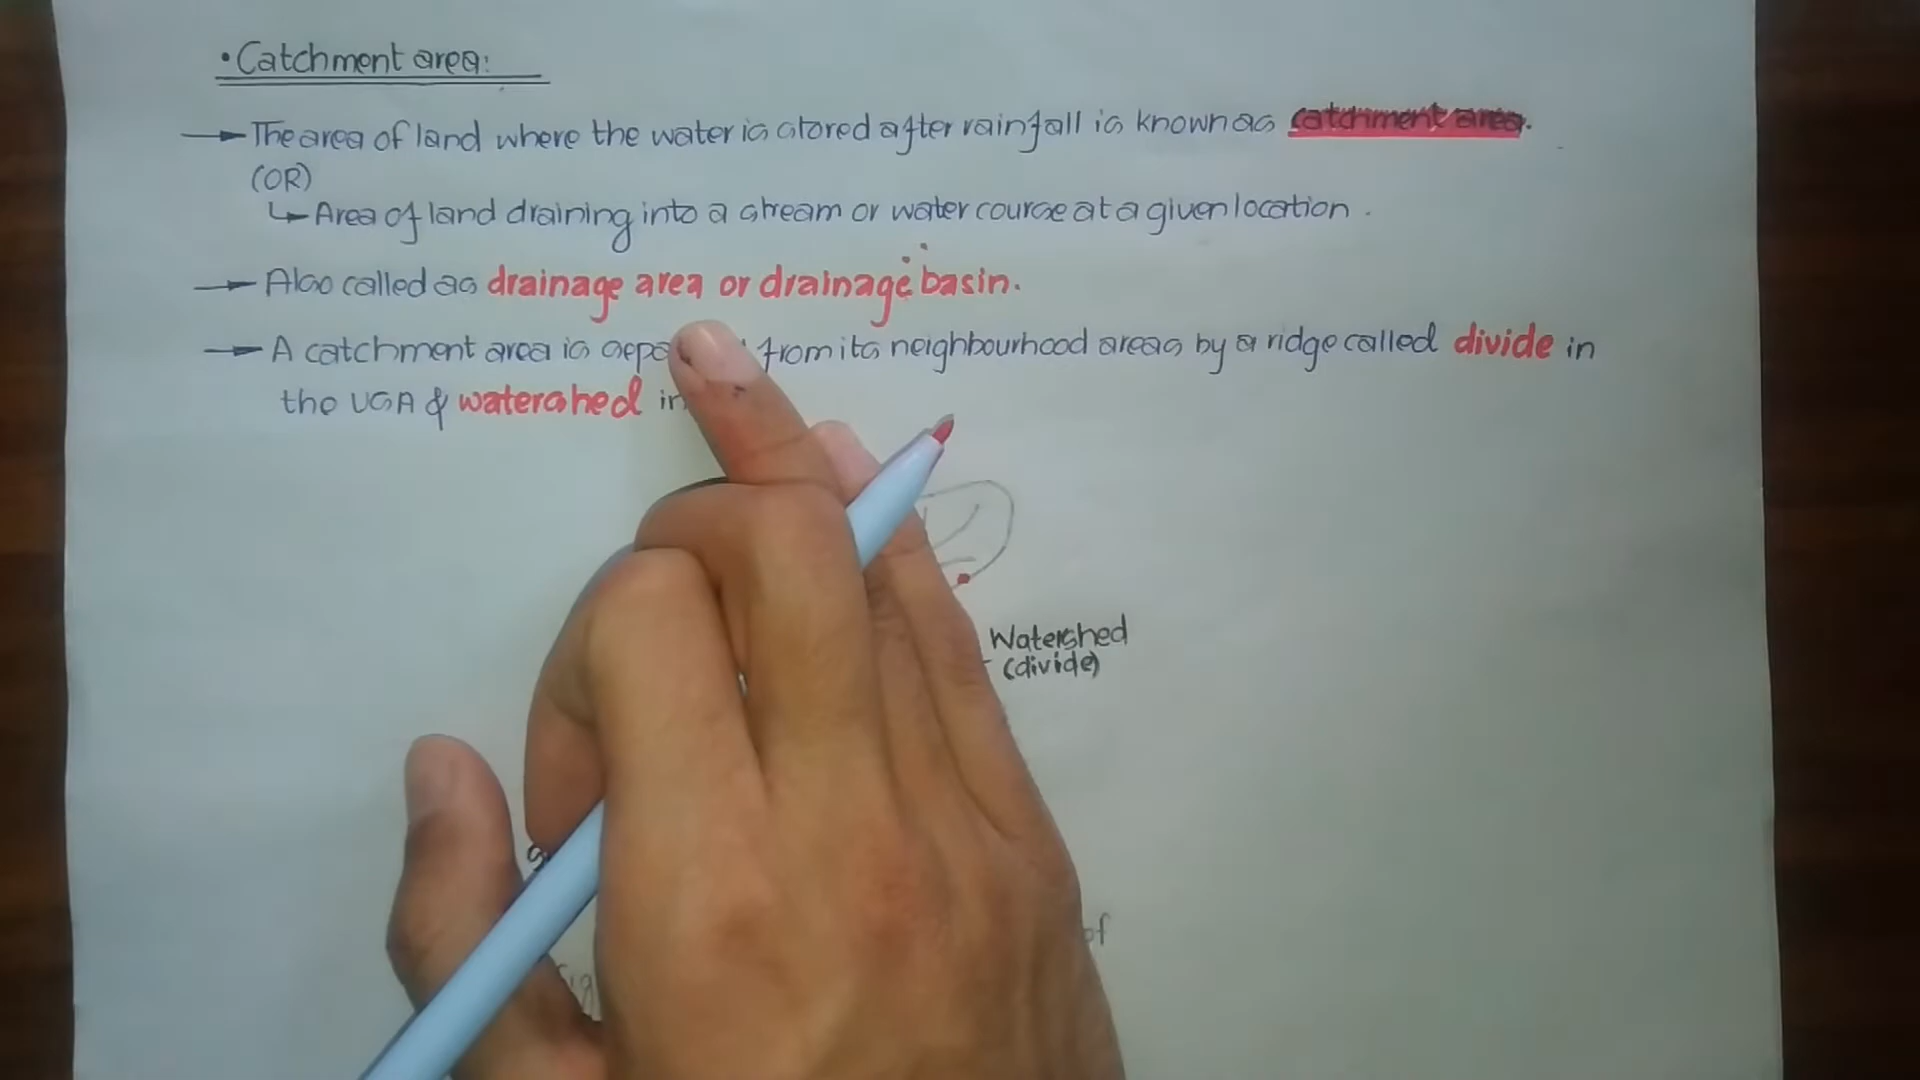 • Catchment area:
→ The area of land where the water is stored after rainfall is known as catchment area.
(OR)
↳ Area of land draining into a stream or water course at a given location.
→ Also called as drainage area or drainage basin.
→ A catchment area is from its neighbourhood areas by a ridge called divide in
the USA & watershed in
Watershed
(divide)
of